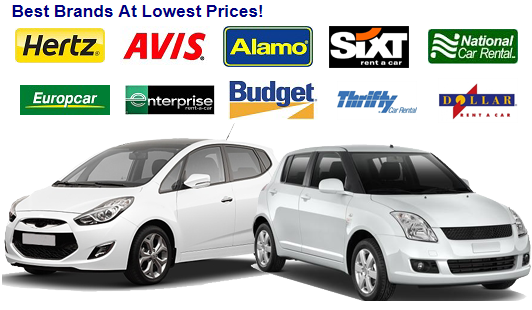 Best Brands At Lowest Prices!
Hertz
AVIS
Alamo
SiXT
rent a car
National
Car Rental
Europcar
enterprise
rent-a-car
Budget
Thrifty
Car Rental
DOLLAR
RENT A CAR